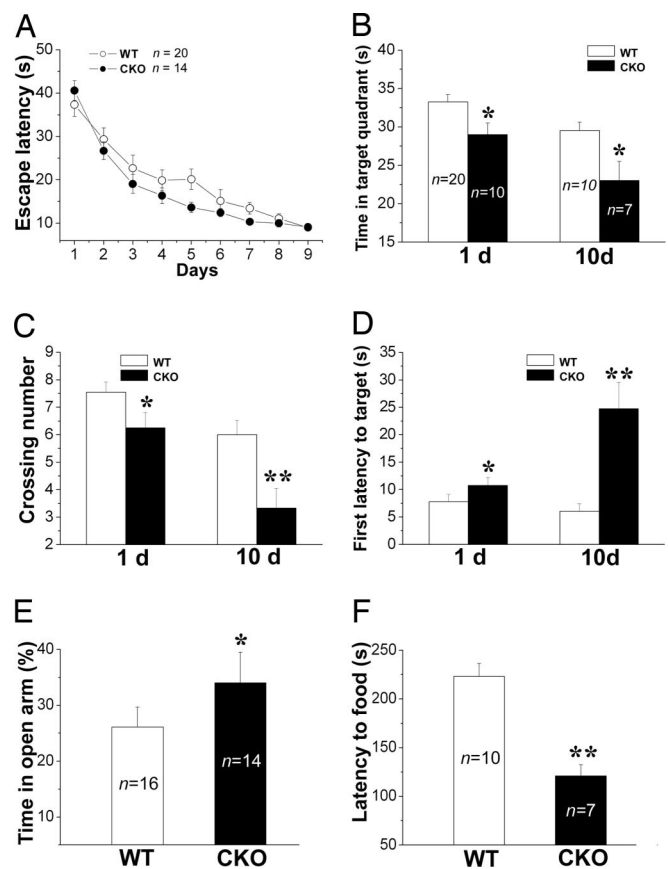 A
WT n = 20
CKO n = 14
Escape latency (s)
50
40
30
20
10
1 2 3 4 5 6 7 8 9
Days
B
WT
CKO
Time in target quadrant (s)
40
35
30
25
20
15
n=20
*
n=10
n=10
*
n=7
1 d 10d
C
WT
CKO
Crossing number
9
8
7
6
5
4
3
2
*
**
1 d 10 d
D
WT
CKO
First latency to target (s)
35
30
25
20
15
10
5
0
*
**
1 d 10d
E
Time in open arm (%)
40
30
20
10
n=16
*
n=14
WT CKO
F
Latency to food (s)
250
200
150
100
50
n=10
**
n=7
WT CKO